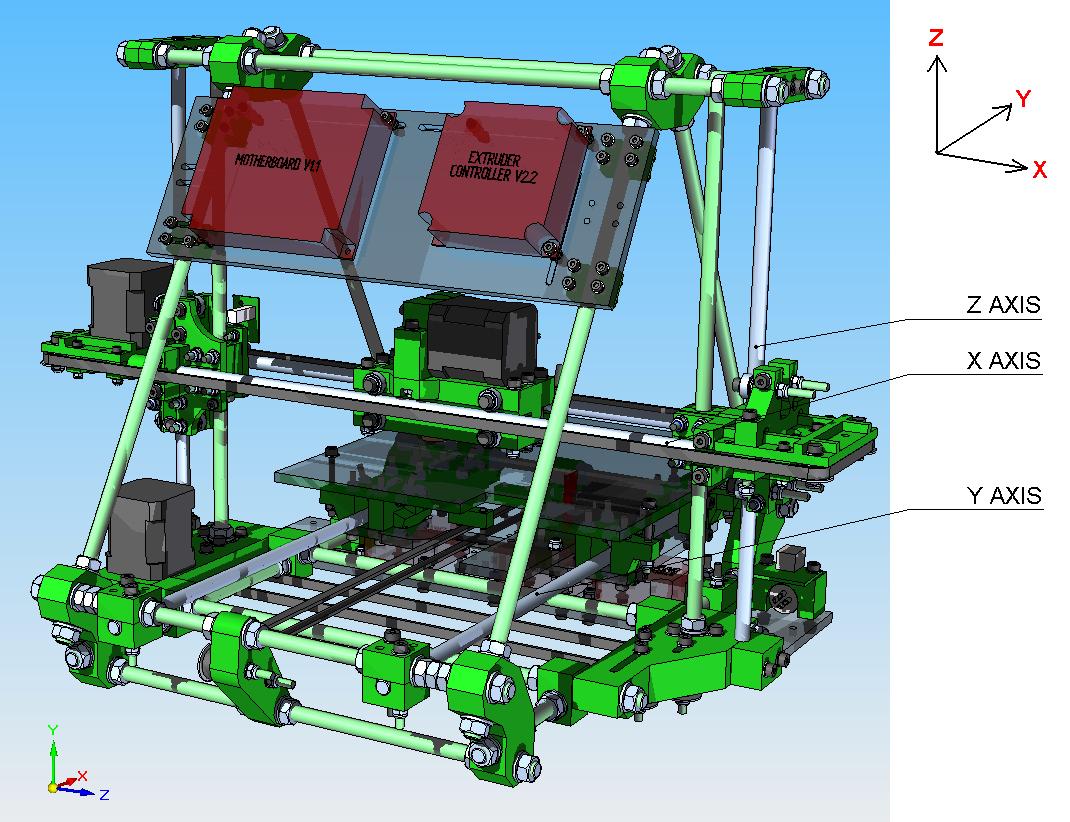 Z
Y
X
MOTHERBOARD V1.1
EXTRUDER
CONTROLLER V2.2
Z AXIS
X AXIS
Y AXIS
Y
X
Z